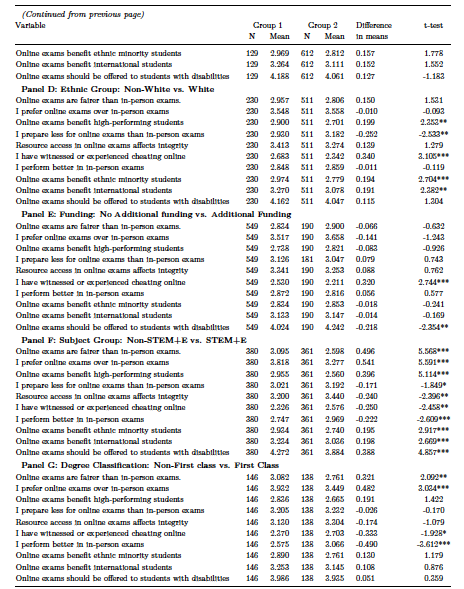 (Continued from previous page)
Variable Group 1 Group 2 Difference t-test
N Mean N Mean in means
Online exams benefit ethnic minority students 129 2.969 612 2.812 0.157 1.778
Online exams benefit international students 129 3.264 612 3.111 0.152 1.552
Online exams should be offered to students with disabilities 129 4.188 612 4.061 0.127 -1.183
Panel D: Ethnic Group: Non-White vs. White
Online exams are fairer than in-person exams. 230 2.957 511 2.806 0.150 1.531
I prefer online exams over in-person exams 230 3.548 511 3.558 -0.010 -0.093
Online exams benefit high-performing students 230 2.900 511 2.701 0.199 2.353**
I prepare less for online exams than in-person exams 230 2.930 511 3.182 -0.252 -2.533**
Resource access in online exams affects integrity 230 3.413 511 3.274 0.139 1.279
I have witnessed or experienced cheating online 230 2.683 511 2.342 0.340 3.105***
I perform better in in-person exams 230 2.848 511 2.859 -0.011 -0.119
Online exams benefit ethnic minority students 230 2.974 511 2.779 0.194 2.704***
Online exams benefit international students 230 3.270 511 3.078 0.191 2.382**
Online exams should be offered to students with disabilities 230 4.162 511 4.047 0.115 1.304
Panel E: Funding: No Additional funding vs. Additional Funding
Online exams are fairer than in-person exams. 549 2.834 190 2.900 -0.066 -0.632
I prefer online exams over in-person exams 549 3.517 190 3.658 -0.141 -1.243
Online exams benefit high-performing students 549 2.738 190 2.821 -0.083 -0.926
I prepare less for online exams than in-person exams 549 3.126 181 3.047 0.079 0.743
Resource access in online exams affects integrity 549 3.341 190 3.253 0.088 0.762
I have witnessed or experienced cheating online 549 2.530 190 2.211 0.320 2.744***
I perform better in in-person exams 549 2.872 190 2.816 0.056 0.577
Online exams benefit ethnic minority students 549 2.834 190 2.853 -0.018 -0.241
Online exams benefit international students 549 3.133 190 3.147 -0.014 -0.169
Online exams should be offered to students with disabilities 549 4.024 190 4.242 -0.218 -2.354**
Panel F: Subject Group: Non-STEM+E vs. STEM+E
Online exams are fairer than in-person exams. 380 3.095 361 2.598 0.496 5.568***
I prefer online exams over in-person exams 380 3.818 361 3.277 0.541 5.591***
Online exams benefit high-performing students 380 2.955 361 2.560 0.396 5.114***
I prepare less for online exams than in-person exams 380 3.021 361 3.192 -0.171 -1.849*
Resource access in online exams affects integrity 380 3.200 361 3.440 -0.240 -2.396**
I have witnessed or experienced cheating online 380 2.326 361 2.576 -0.250 -2.458**
I perform better in in-person exams 380 2.747 361 2.969 -0.222 -2.609***
Online exams benefit ethnic minority students 380 2.934 361 2.740 0.195 2.917***
Online exams benefit international students 380 3.234 361 3.036 0.198 2.669***
Online exams should be offered to students with disabilities 380 4.272 361 3.884 0.388 4.857***
Panel G: Degree Classification: Non-First class vs. First Class
Online exams are fairer than in-person exams. 146 3.082 138 2.761 0.321 2.092**
I prefer online exams over in-person exams 146 3.932 138 3.449 0.482 3.034***
Online exams benefit high-performing students 146 2.836 138 2.665 0.191 1.422
I prepare less for online exams than in-person exams 146 3.205 138 3.232 -0.026 -0.170
Resource access in online exams affects integrity 146 3.130 138 3.304 -0.174 -1.079
I have witnessed or experienced cheating online 146 2.370 138 2.703 -0.333 -1.928*
I perform better in in-person exams 146 2.575 138 3.066 -0.490 -3.612***
Online exams benefit ethnic minority students 146 2.890 138 2.761 0.130 1.179
Online exams benefit international students 146 3.253 138 3.145 0.108 0.876
Online exams should be offered to students with disabilities 146 3.986 138 3.935 0.051 0.359